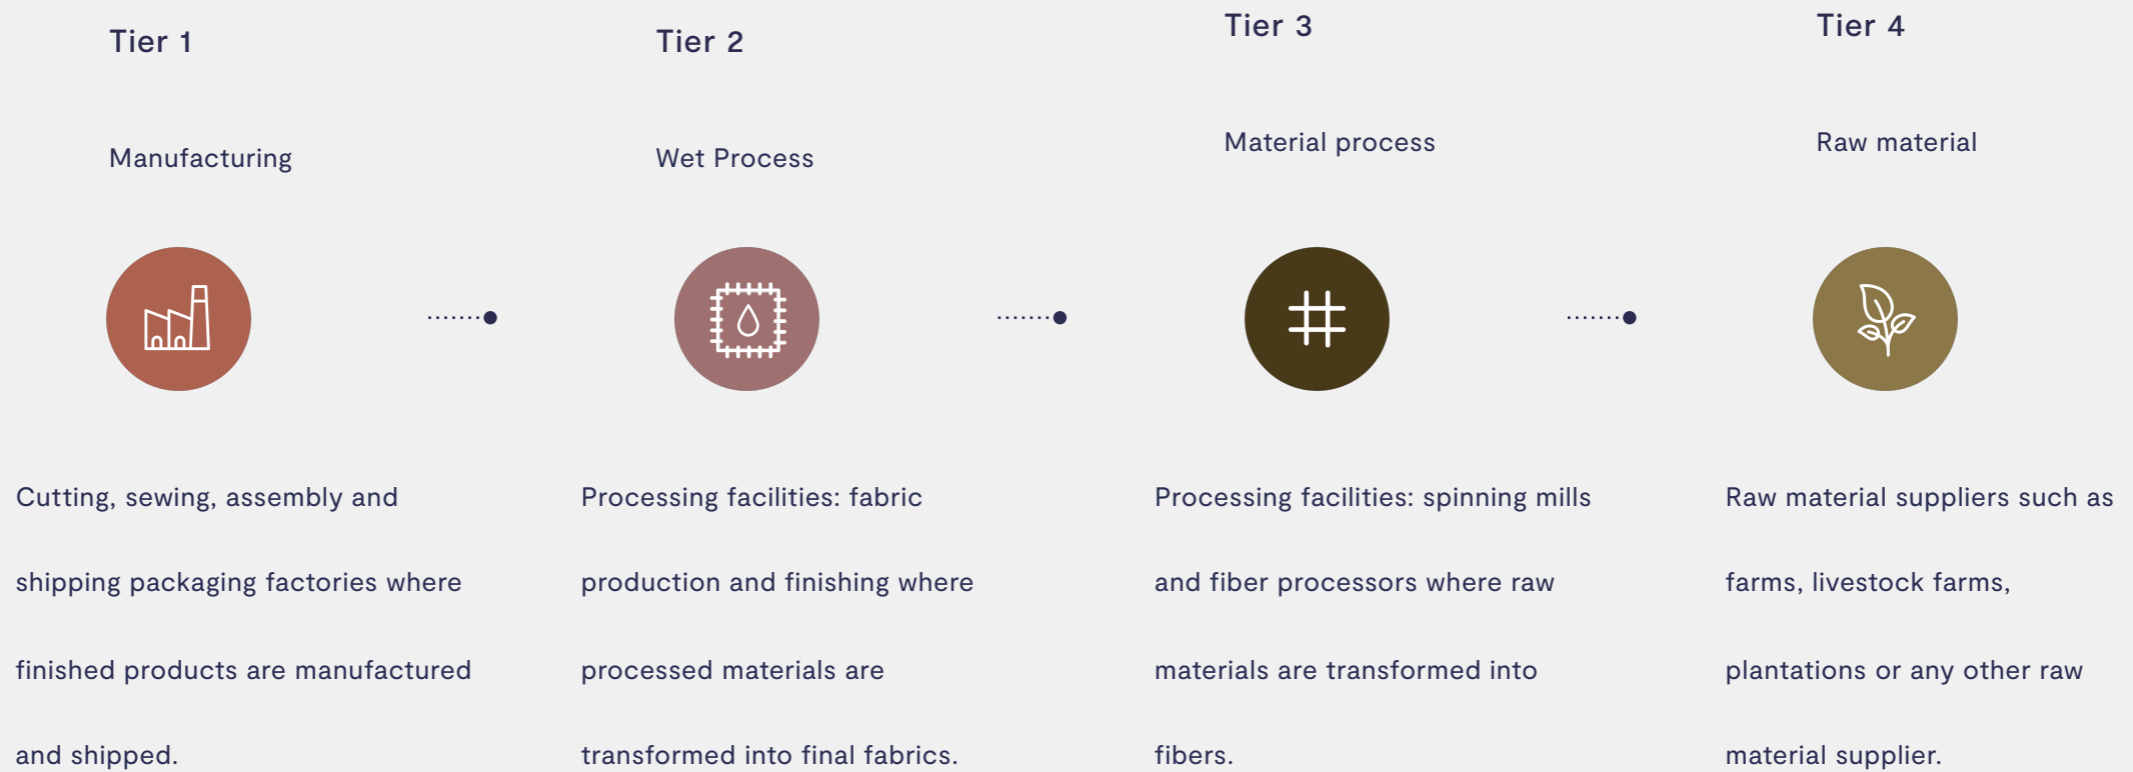 Tier 1
Manufacturing
Cutting, sewing, assembly and
shipping packaging factories where
finished products are manufactured
and shipped.
Tier 2
Wet Process
Processing facilities: fabric
production and finishing where
processed materials are
transformed into final fabrics.
Tier 3
Material process
Processing facilities: spinning mills
and fiber processors where raw
materials are transformed into
fibers.
Tier 4
Raw material
Raw material suppliers such as
farms, livestock farms,
plantations or any other raw
material supplier.